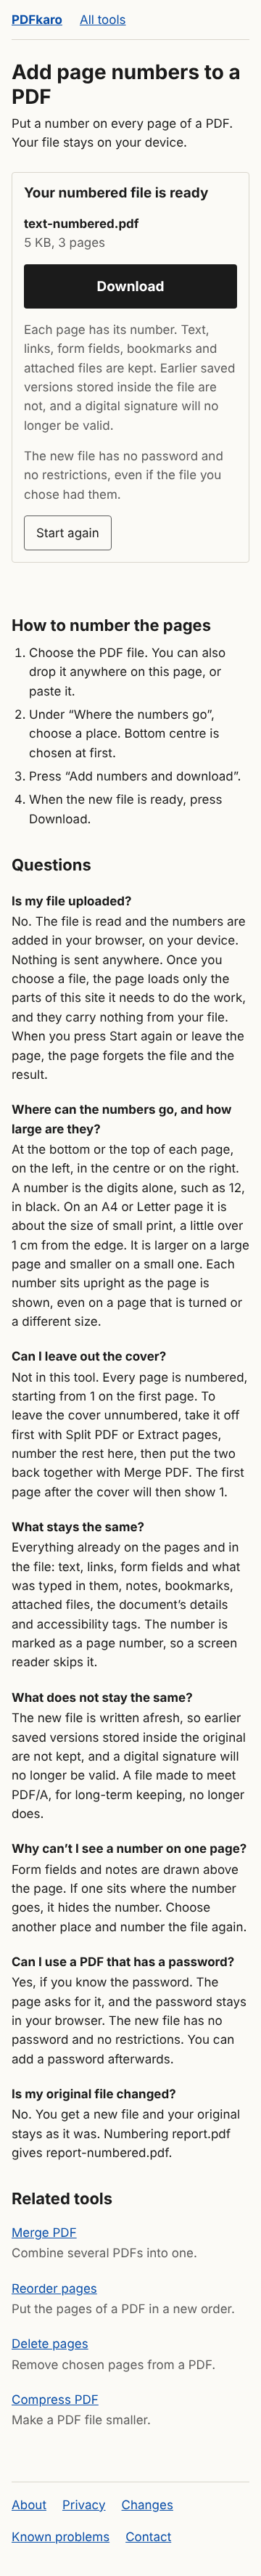 PDFkaro All tools
Add page numbers to a
PDF
Put a number on every page of a PDF.
Your file stays on your device.
Your numbered file is ready
text-numbered.pdf
5 KB, 3 pages
Download
Each page has its number. Text,
links, form fields, bookmarks and
attached files are kept. Earlier saved
versions stored inside the file are
not, and a digital signature will no
longer be valid.
The new file has no password and
no restrictions, even if the file you
chose had them.
Start again
How to number the pages
1. Choose the PDF file. You can also
drop it anywhere on this page, or
paste it.
2. Under “Where the numbers go”,
choose a place. Bottom centre is
chosen at first.
3. Press “Add numbers and download”.
4. When the new file is ready, press
Download.
Questions
Is my file uploaded?
No. The file is read and the numbers are
added in your browser, on your device.
Nothing is sent anywhere. Once you
choose a file, the page loads only the
parts of this site it needs to do the work,
and they carry nothing from your file.
When you press Start again or leave the
page, the page forgets the file and the
result.
Where can the numbers go, and how
large are they?
At the bottom or the top of each page,
on the left, in the centre or on the right.
A number is the digits alone, such as 12,
in black. On an A4 or Letter page it is
about the size of small print, a little over
1 cm from the edge. It is larger on a large
page and smaller on a small one. Each
number sits upright as the page is
shown, even on a page that is turned or
a different size.
Can I leave out the cover?
Not in this tool. Every page is numbered,
starting from 1 on the first page. To
leave the cover unnumbered, take it off
first with Split PDF or Extract pages,
number the rest here, then put the two
back together with Merge PDF. The first
page after the cover will then show 1.
What stays the same?
Everything already on the pages and in
the file: text, links, form fields and what
was typed in them, notes, bookmarks,
attached files, the document’s details
and accessibility tags. The number is
marked as a page number, so a screen
reader skips it.
What does not stay the same?
The new file is written afresh, so earlier
saved versions stored inside the original
are not kept, and a digital signature will
no longer be valid. A file made to meet
PDF/A, for long-term keeping, no longer
does.
Why can’t I see a number on one page?
Form fields and notes are drawn above
the page. If one sits where the number
goes, it hides the number. Choose
another place and number the file again.
Can I use a PDF that has a password?
Yes, if you know the password. The
page asks for it, and the password stays
in your browser. The new file has no
password and no restrictions. You can
add a password afterwards.
Is my original file changed?
No. You get a new file and your original
stays as it was. Numbering report.pdf
gives report-numbered.pdf.
Related tools
Merge PDF
Combine several PDFs into one.
Reorder pages
Put the pages of a PDF in a new order.
Delete pages
Remove chosen pages from a PDF.
Compress PDF
Make a PDF file smaller.
About Privacy Changes
Known problems Contact